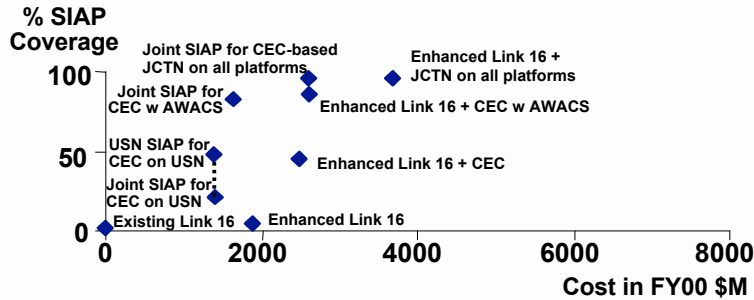 % SIAP
Coverage
Joint SIAP for CEC-based
JCTN on all platforms
Enhanced Link 16 +
JCTN on all platforms
100
Joint SIAP for
CEC w AWACS
Enhanced Link 16 + CEC w AWACS
USN SIAP for
CEC on USN
50
Enhanced Link 16 + CEC
Joint SIAP for
CEC on USN
Existing Link 16
Enhanced Link 16
0
0
2000
4000
6000
8000
Cost in FY00 $M